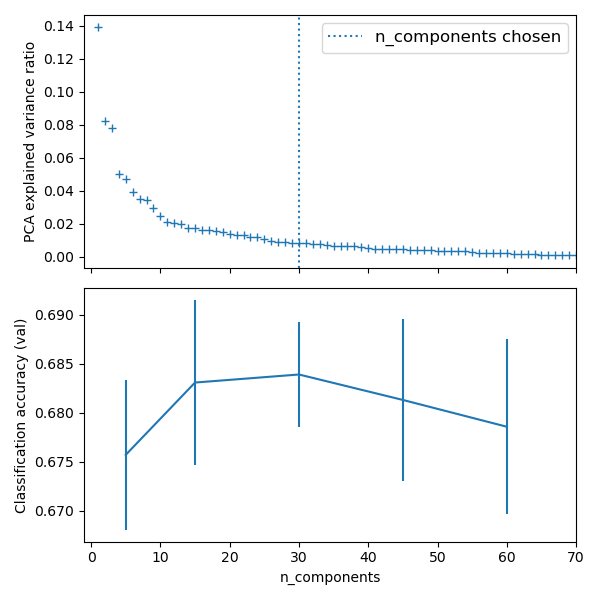 0.14
0.12
0.10
0.08
0.06
0.04
0.02
0.00
PCA explained variance ratio
n_components chosen
0.690
0.685
0.680
0.675
0.670
Classification accuracy (val)
0 10 20 30 40 50 60 70
n_components